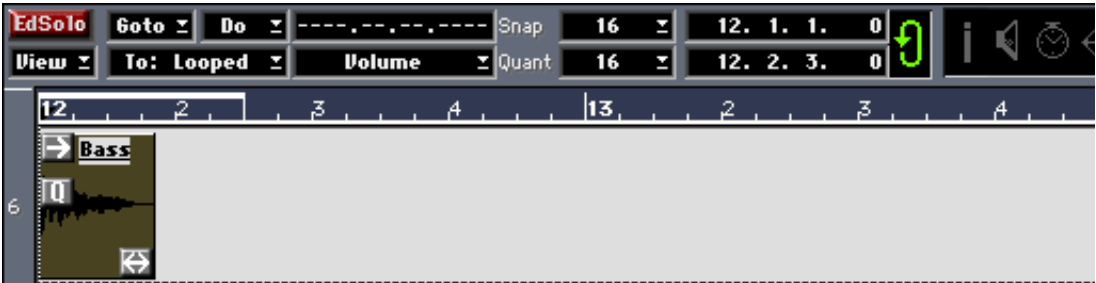 EdSolo Goto Do ----.--.--.---- Snap 16 12. 1. 1. 0
View To: Looped Volume Quant 16 12. 2. 3. 0
12 2 3 4 13 2 3 4
Bass
Q
6